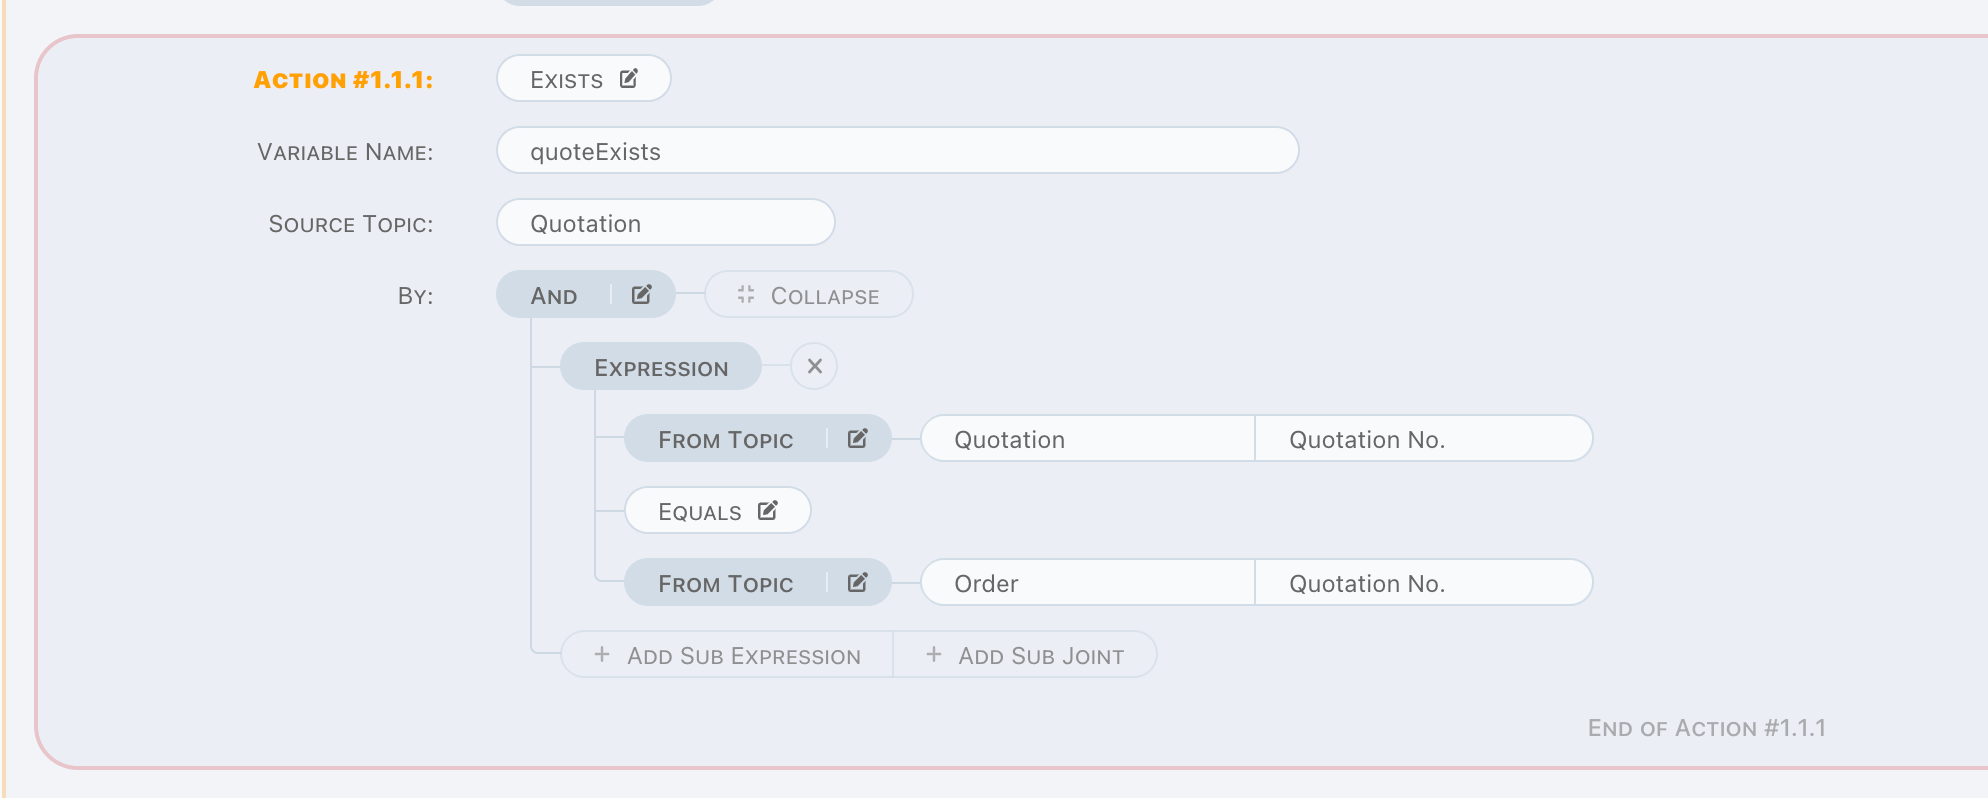 Action #1.1.1: Exists
Variable Name: quoteExists
Source Topic: Quotation
By: And Collapse
Expression
From Topic Quotation Quotation No.
Equals
From Topic Order Quotation No.
+ Add Sub Expression + Add Sub Joint
End of Action #1.1.1